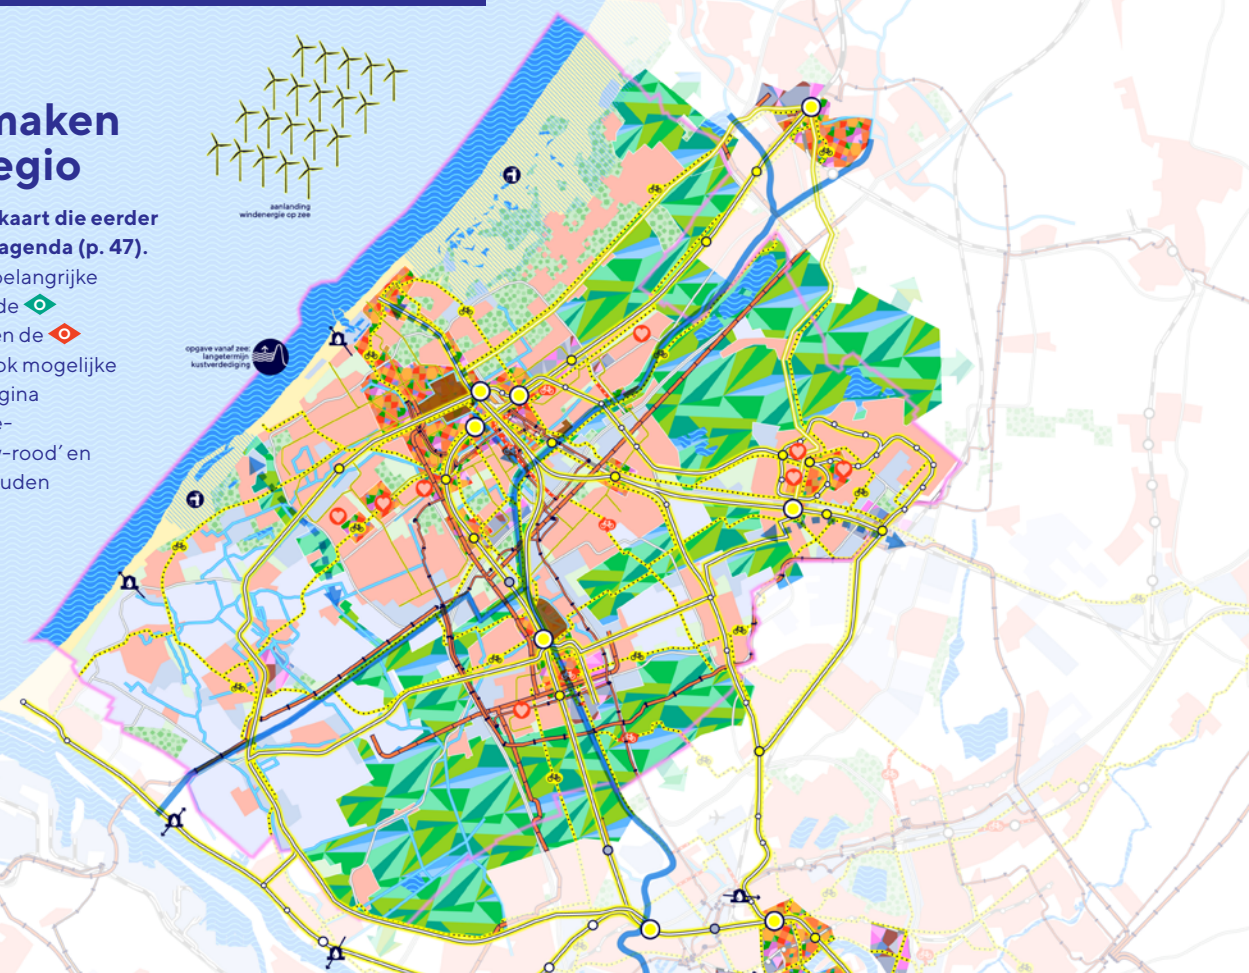 maken
egio
kaart die eerder
agenda (p. 47).
belangrijke
de
en de
ok mogelijke
gina
e-
v-rood’ en
uden
aanlanding
windenergie op zee
opgave vanaf zee:
langetermijn
kustverdediging